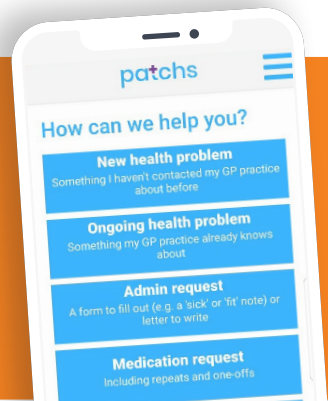 patchs
How can we help you?
New health problem
Something I haven't contacted my GP practice
about before
Ongoing health problem
Something my GP practice already knows
about
Admin request
A form to fill out (e.g. a 'sick' or 'fit' note) or
letter to write
Medication request
Including repeats and one-offs